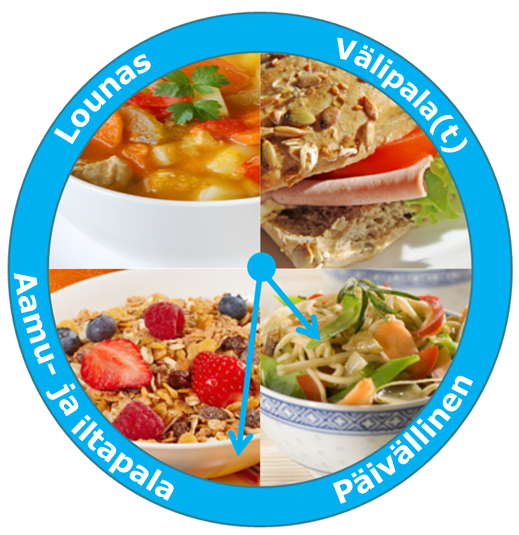 Lounas
Välipala(t)
Aamu- ja iltapala
Päivällinen